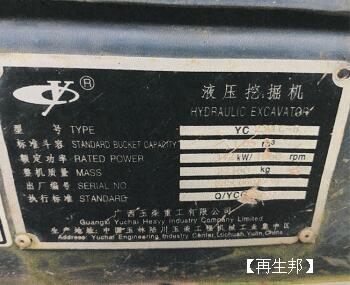 ®
液压挖掘机
HYDRAULIC EXCAVATOR
型号 TYPE YC
标准斗容 STANDARD BUCKET CAPACITY m³
额定功率 RATED POWER kW/ rpm
整机质量 MASS kg
出厂编号 SERIAL NO.
执行标准 STANDARG Q/YC
广西玉柴重工有限公司
Guangxi Yuchai Heavy Industry Company Limited
生产地址：中国玉林陆川玉柴工程机械工业集中区
Address: Yuchai Engineering Industry Center, Luchuan, Yulin, China
【再生邦】